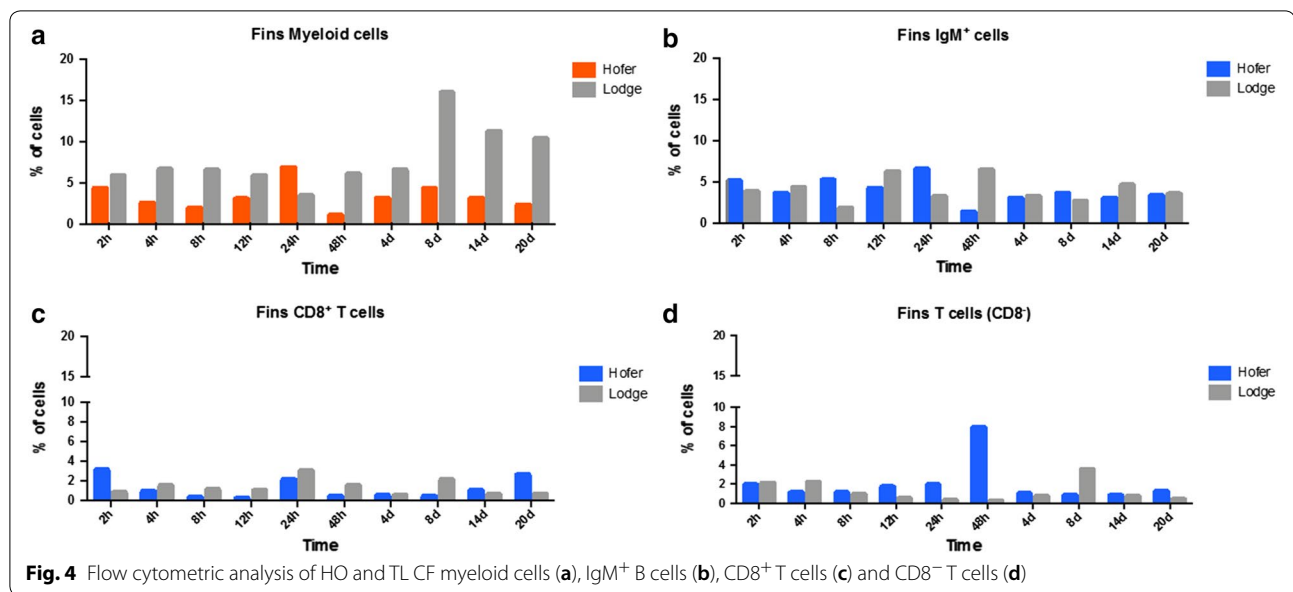 a
Fins Myeloid cells
20
15
10
5
0
% of cells
2h 4h 8h 12h 24h 48h 4d 8d 14d 20d
Time
Hofer
Lodge
b
Fins IgM⁺ cells
20
15
10
5
0
% of cells
2h 4h 8h 12h 24h 48h 4d 8d 14d 20d
Time
Hofer
Lodge
c
Fins CD8⁺ T cells
20
15
10
8
6
4
2
0
% of cells
2h 4h 8h 12h 24h 48h 4d 8d 14d 20d
Time
Hofer
Lodge
d
Fins T cells (CD8⁻)
20
15
10
8
6
4
2
0
% of cells
2h 4h 8h 12h 24h 48h 4d 8d 14d 20d
Time
Hofer
Lodge
Fig. 4 Flow cytometric analysis of HO and TL CF myeloid cells (a), IgM⁺ B cells (b), CD8⁺ T cells (c) and CD8⁻ T cells (d)